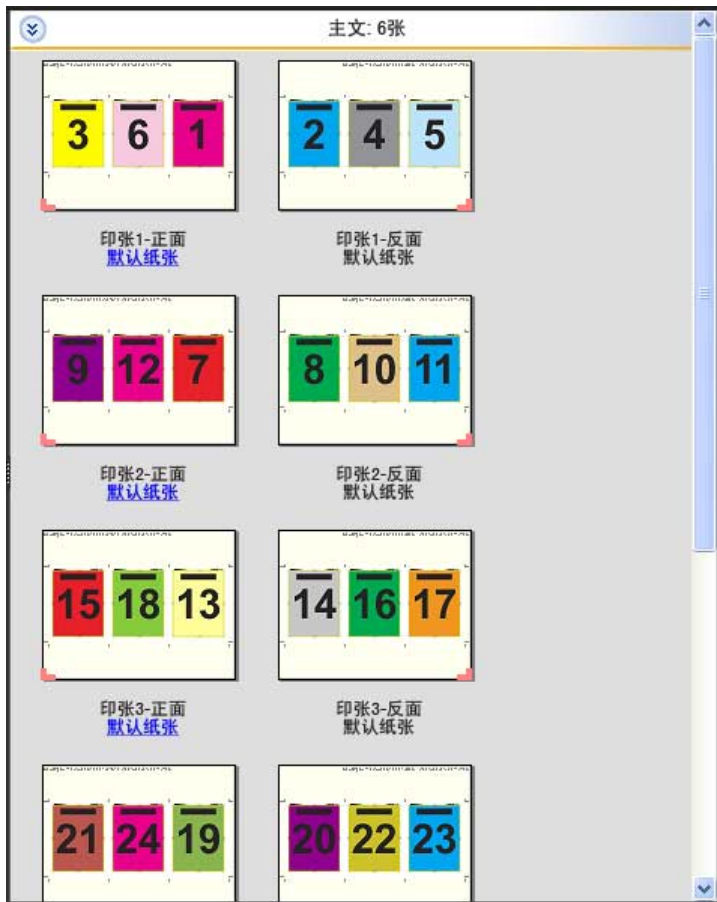 主文: 6张
3 6 1
2 4 5
印张1-正面
默认纸张
印张1-反面
默认纸张
9 12 7
8 10 11
印张2-正面
默认纸张
印张2-反面
默认纸张
15 18 13
14 16 17
印张3-正面
默认纸张
印张3-反面
默认纸张
21 24 19
20 22 23